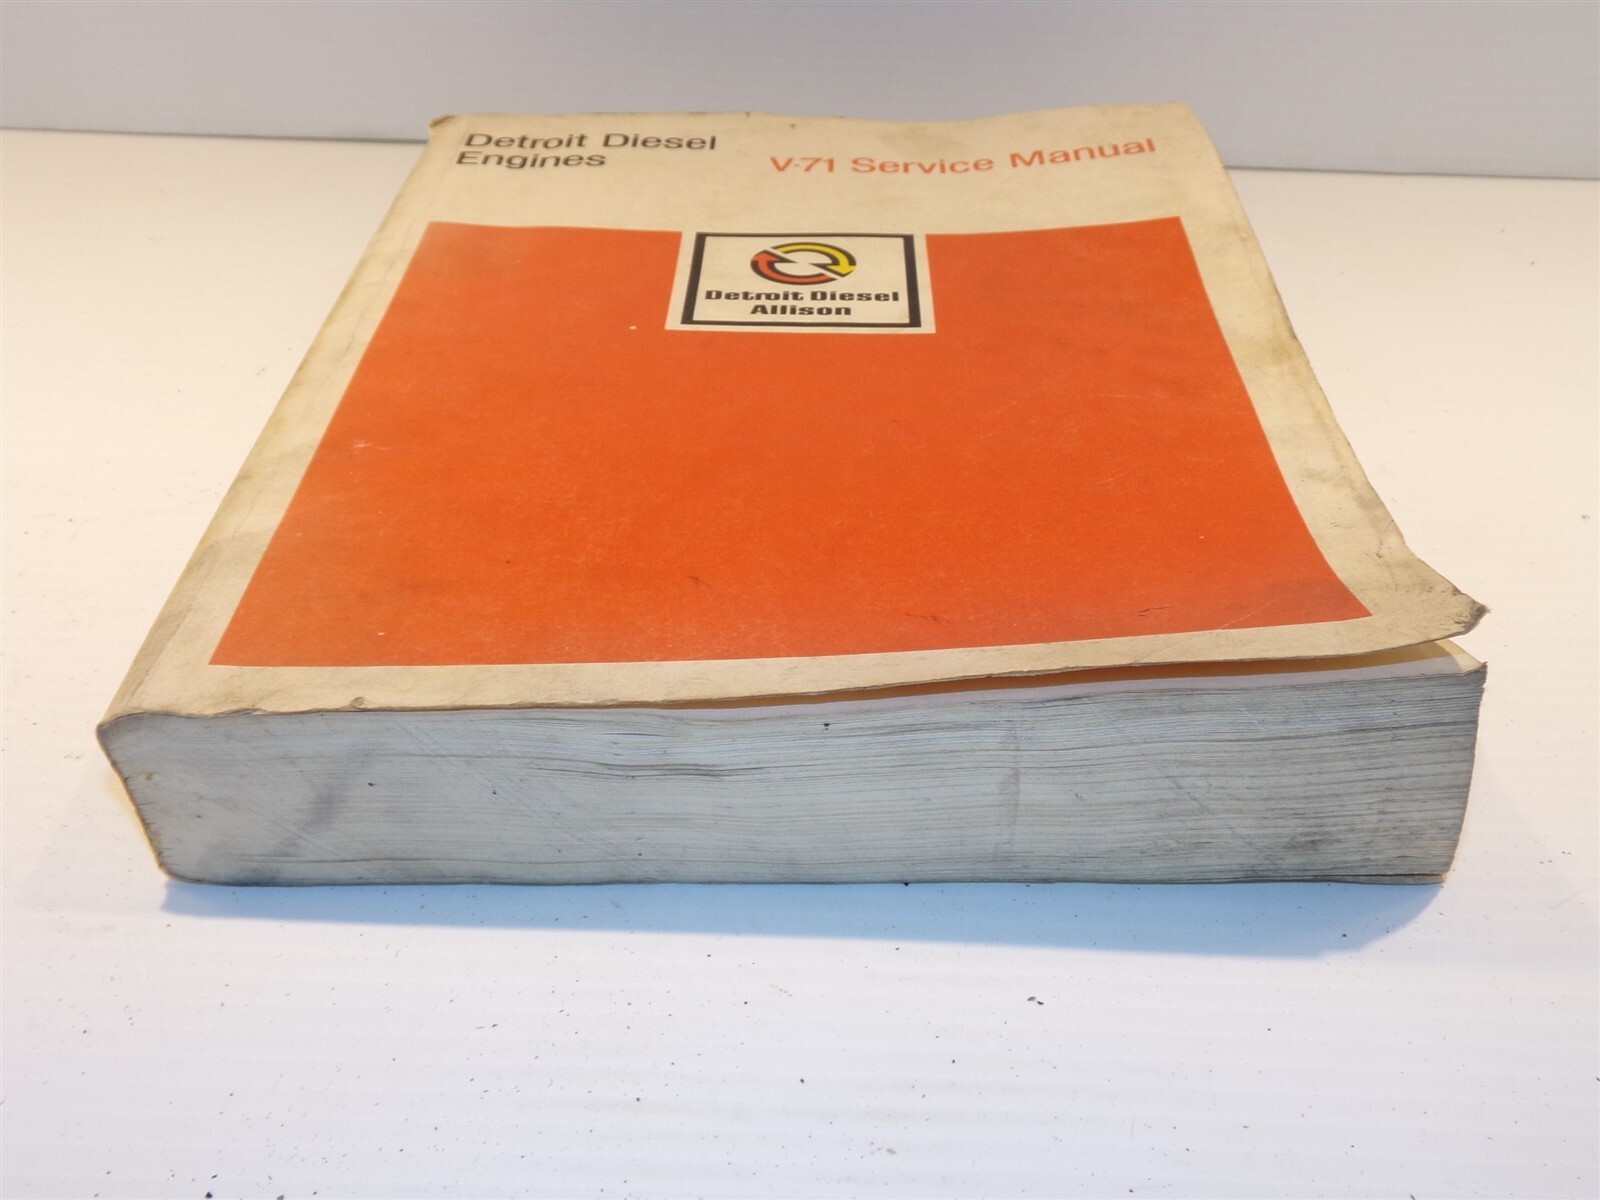 Detroit Diesel
Engines
V-71 Service Manual
Detroit Diesel
Allison